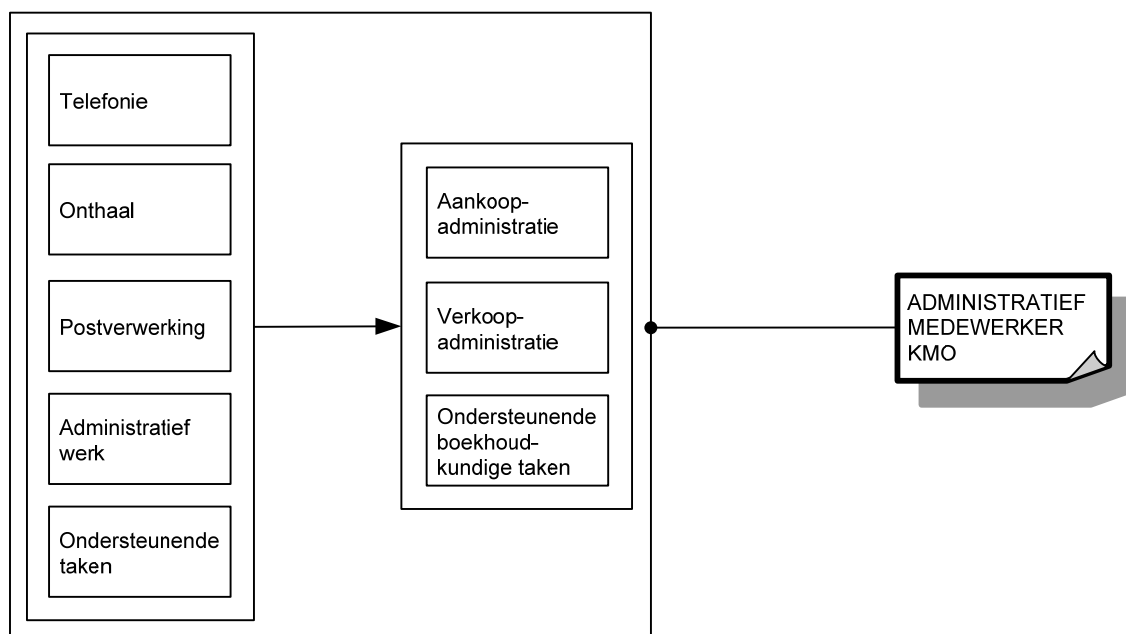 Telefonie
Onthaal
Postverwerking
Administratief
werk
Ondersteunende
taken
Aankoop-
administratie
Verkoop-
administratie
Ondersteunende
boekhoud-
kundige taken
ADMINISTRATIEF
MEDEWERKER
KMO